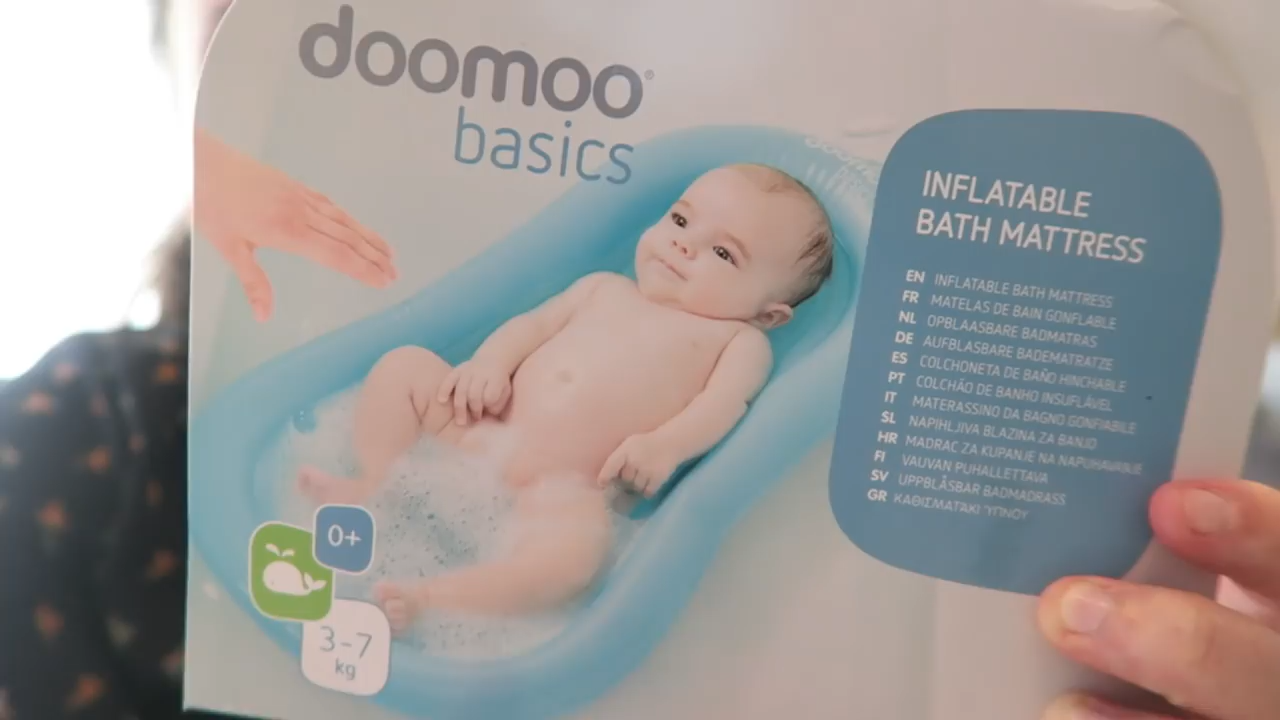 doomoo
basics
INFLATABLE
BATH MATTRESS
EN INFLATABLE BATH MATTRESS
FR MATELAS DE BAIN GONFLABLE
NL OPBLAASBARE BADMATRAS
DE AUFBLASBARE BADEMATRATZE
ES COLCHONETA DE BAÑO HINCHABLE
PT COLCHÃO DE BANHO INSUFLÁVEL
IT MATERASSINO DA BAGNO GONFIABILE
SL NAPIHLJIVA BLAZINA ZA BANJO
HR MADRAC ZA KUPANJE NA NAPUHAVANJE
FI VAUVAN PUHALLETTAVA
SV UPPBLÅSBAR BADMADRASS
GR ΚΑΘΙΣΜΑΤΑΚΙ ΎΠΝΟΥ
0+
3-7
kg